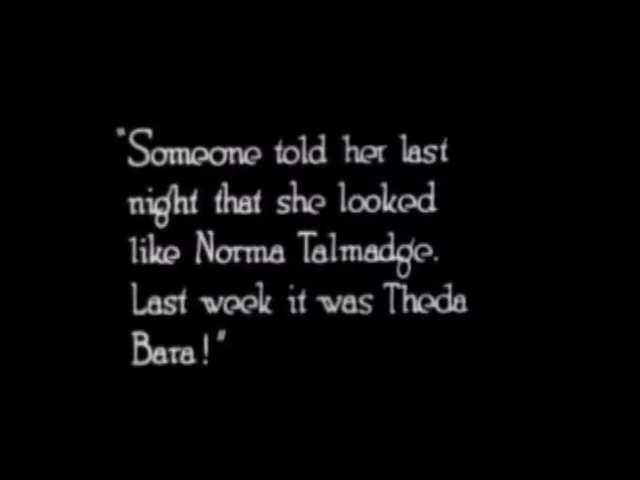 "Someone told her last
night that she looked
like Norma Talmadge.
Last week it was Theda
Bara!"